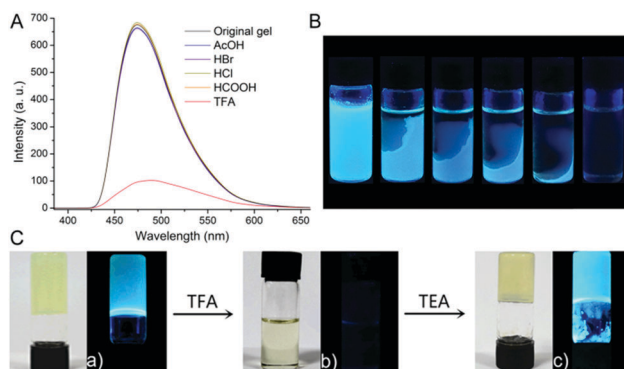 A
700
600
500
400
300
200
100
0
Intensity (a. u.)
400
450
500
550
600
650
Wavelength (nm)
Original gel
AcOH
HBr
HCl
HCOOH
TFA
B
C
a)
TFA
b)
TEA
c)